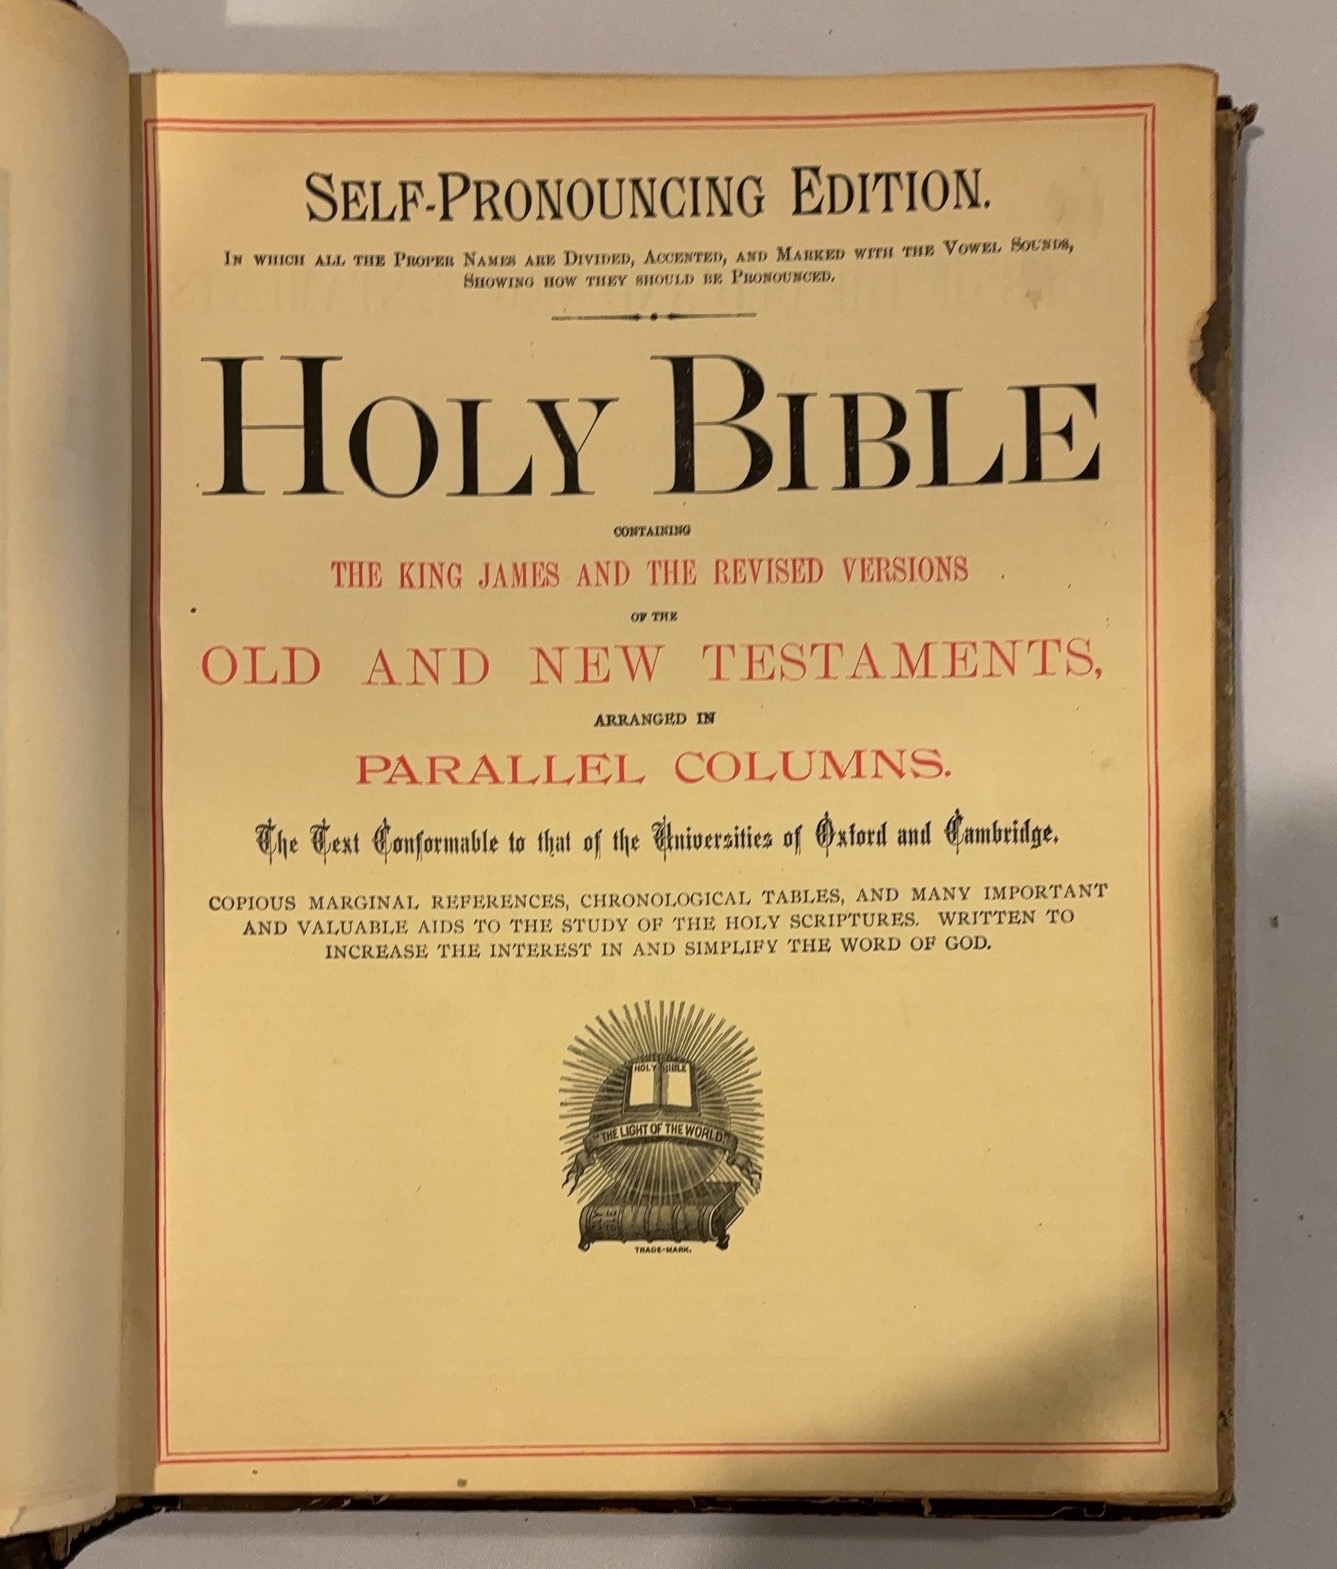 SELF-PRONOUNCING EDITION.
IN WHICH ALL THE PROPER NAMES ARE DIVIDED, ACCENTED, AND MARKED WITH THE VOWEL SOUNDS,
SHOWING HOW THEY SHOULD BE PRONOUNCED.
HOLY BIBLE
CONTAINING
THE KING JAMES AND THE REVISED VERSIONS
OF THE
OLD AND NEW TESTAMENTS,
ARRANGED IN
PARALLEL COLUMNS.
The Text Conformable to that of the Universities of Oxford and Cambridge.
COPIOUS MARGINAL REFERENCES, CHRONOLOGICAL TABLES, AND MANY IMPORTANT
AND VALUABLE AIDS TO THE STUDY OF THE HOLY SCRIPTURES. WRITTEN TO
INCREASE THE INTEREST IN AND SIMPLIFY THE WORD OF GOD.
HOLY BIBLE
"THE LIGHT OF THE WORLD."
HOLY
BIBLE
TRADE-MARK.